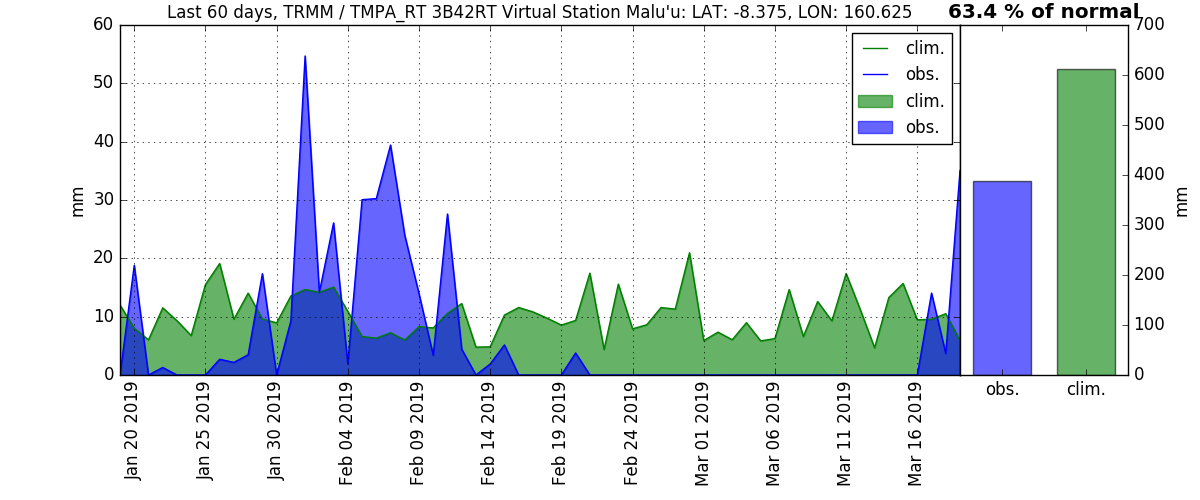 Last 60 days, TRMM / TMPA_RT 3B42RT Virtual Station Malu'u: LAT: -8.375, LON: 160.625
63.4 % of normal
60
50
40
30
20
10
0
mm
clim.
obs.
clim.
obs.
700
600
500
400
300
200
100
0
mm
obs.
clim.
Jan 20 2019
Jan 25 2019
Jan 30 2019
Feb 04 2019
Feb 09 2019
Feb 14 2019
Feb 19 2019
Feb 24 2019
Mar 01 2019
Mar 06 2019
Mar 11 2019
Mar 16 2019